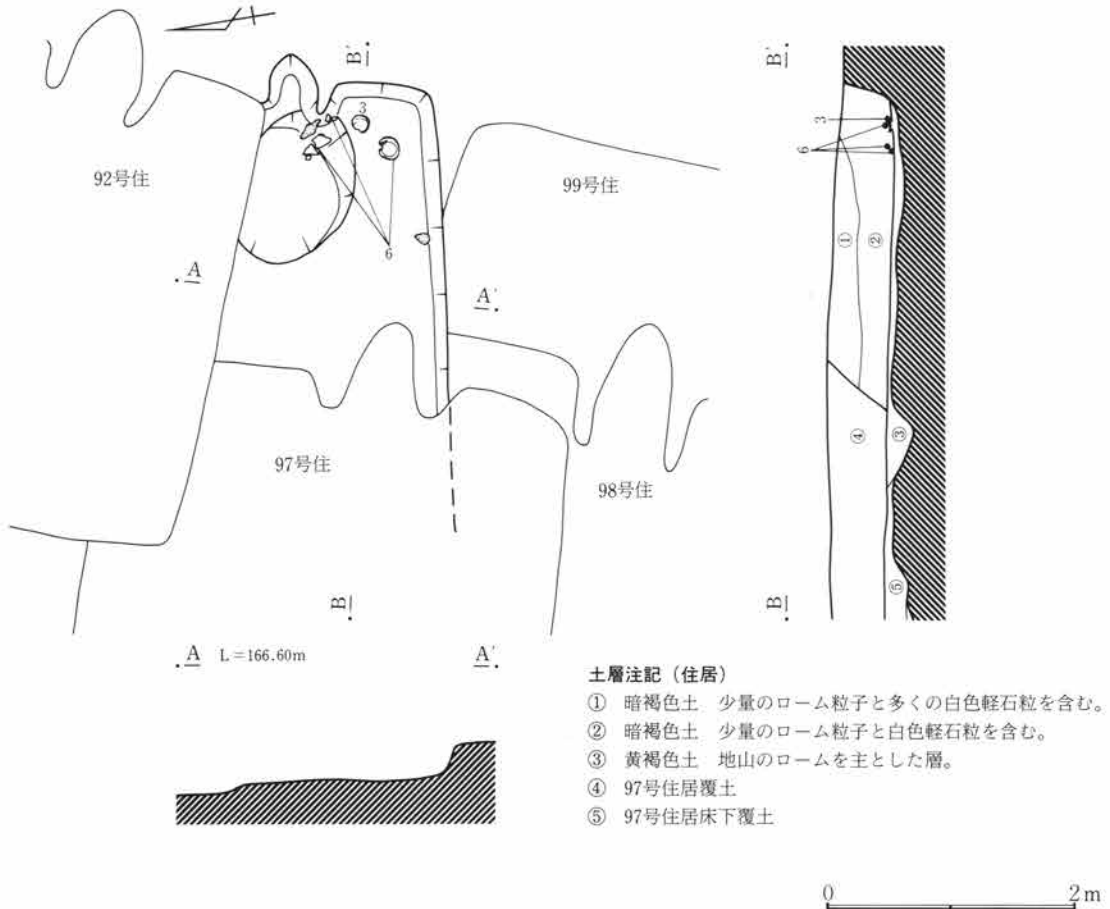 B'
B'
3
3
6
92号住
99号住
①
②
6
A
A'
④
③
97号住
98号住
⑤
B
B
A L=166.60m A'
土層注記（住居）
① 暗褐色土 少量のローム粒子と多くの白色軽石粒を含む。
② 暗褐色土 少量のローム粒子と白色軽石粒を含む。
③ 黄褐色土 地山のロームを主とした層。
④ 97号住居覆土
⑤ 97号住居床下覆土
0 2m